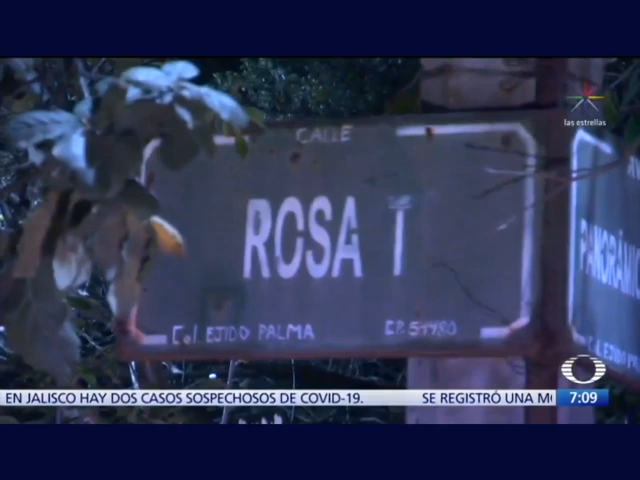 las estrellas
CALLE
ROSA T
Col. EJIDO PALMA
PANORÁMIC
EN JALISCO HAY DOS CASOS SOSPECHOSOS DE COVID-19. SE REGISTRÓ UNA
7:09